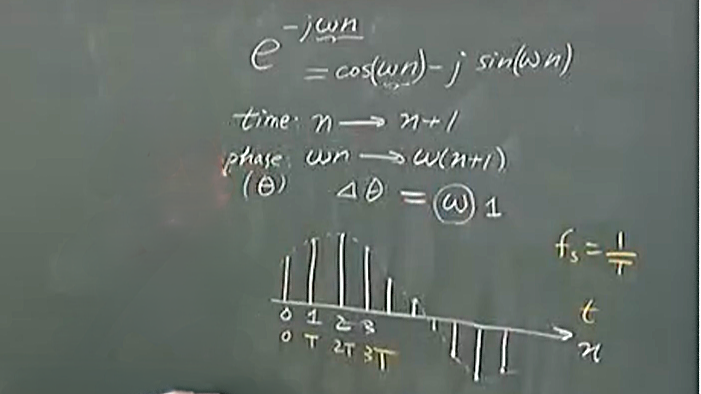 e^{-jωn}
= cos(ωn) - j sin(ωn)
time: n → n+1
phase: ωn → ω(n+1)
(θ) Δθ = ω 1
f_s = 1/T
0 1 2 3 t
0 T 2T 3T n